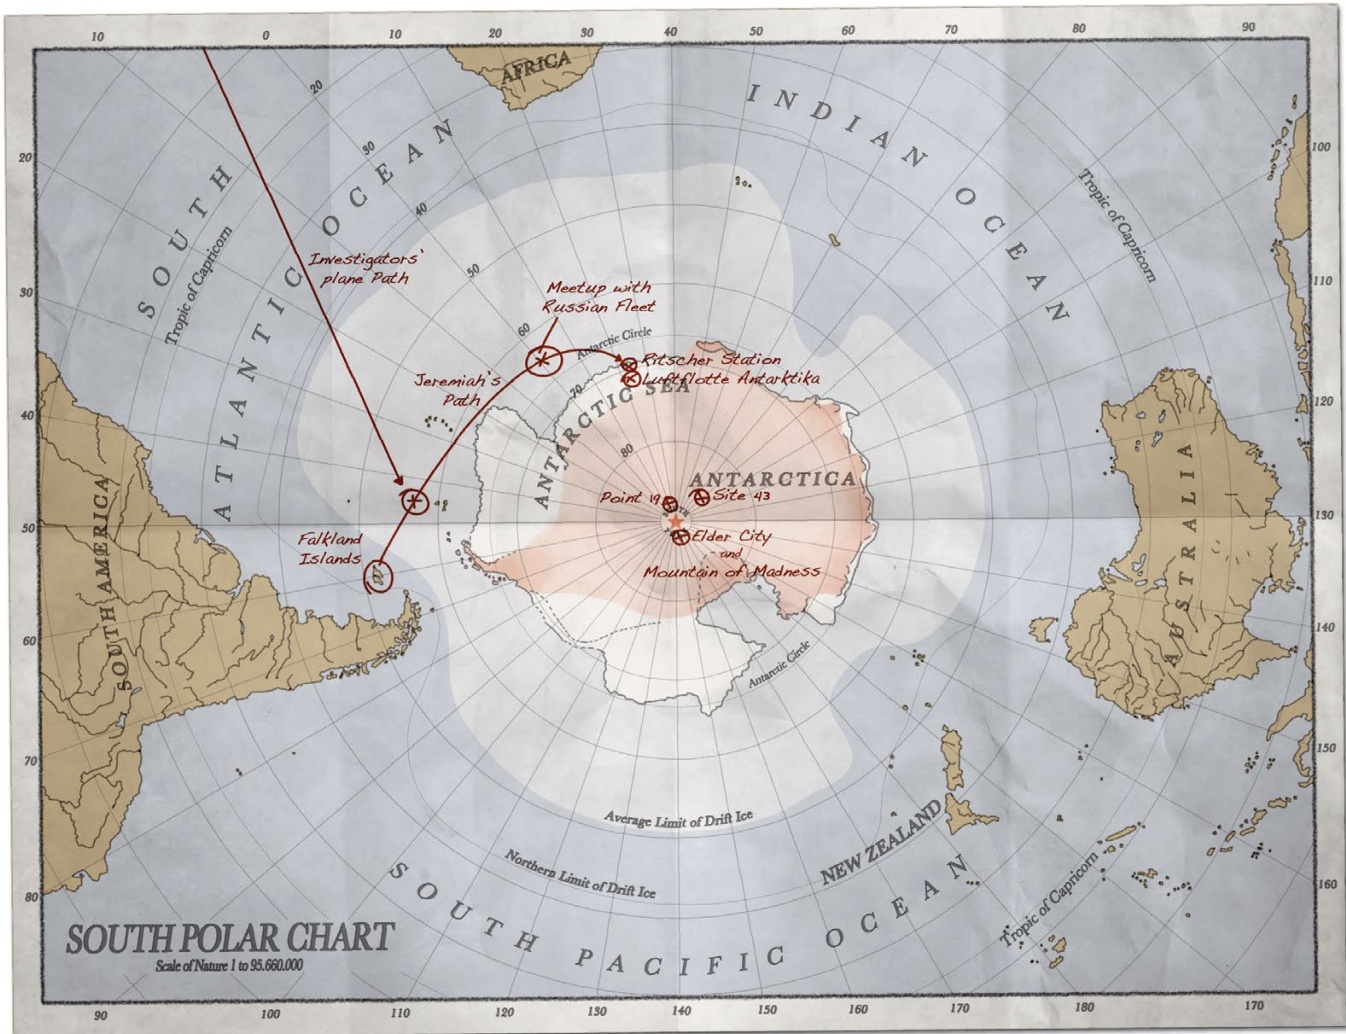 10 0 10 20 30 40 50 60 70 80 90
AFRICA
20
30
40
50
60
70
80
INDIAN OCEAN
SOUTH
ATLANTIC OCEAN
Tropic of Capricorn
Tropic of Capricorn
20
30
40
50
60
70
80
100
110
120
130
140
150
160
Investigators'
plane Path
Meetup with
Russian Fleet
Antarctic Circle
Ritscher Station
Luftflotte Antarktika
Jeremiah's
Path
ANTARCTIC SEA
ANTARCTICA
Point 19
Site 43
Elder City
and
Mountain of Madness
Falkland
Islands
SOUTH AMERICA
AUSTRALIA
Antarctic Circle
Average Limit of Drift Ice
Northern Limit of Drift Ice
NEW ZEALAND
Tropic of Capricorn
SOUTH PACIFIC OCEAN
SOUTH POLAR CHART
Scale of Nature 1 to 95.660.000
90 100 110 120 130 140 150 160 170 180 170